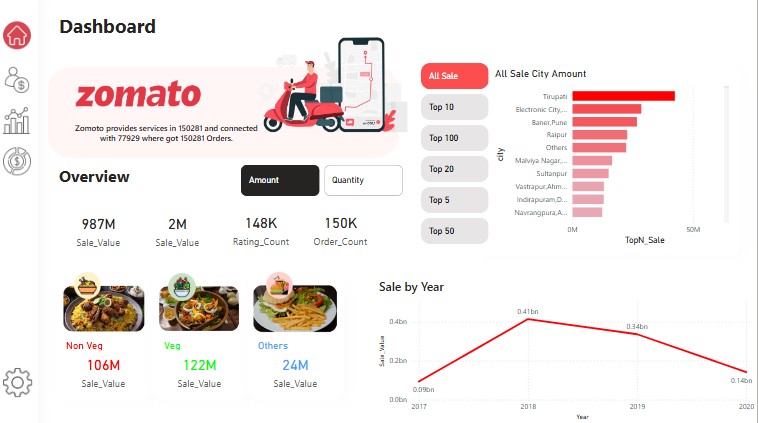 Dashboard
zomato
Zomato provides services in 150281 and connected
with 77929 where got 150281 Orders.
Overview
Amount
Quantity
987M
Sale_Value
2M
Sale_Value
148K
Rating_Count
150K
Order_Count
Non Veg
106M
Sale_Value
Veg
122M
Sale_Value
Others
24M
Sale_Value
All Sale
Top 10
Top 100
Top 20
Top 5
Top 50
All Sale City Amount
city
Tirupati
Electronic City,...
Baner,Pune
Raipur
Others
Malviya Nagar,...
Sultanpur
Vastrapur,Ahm...
Indirapuram,D...
Navrangpura,A...
0M
50M
TopN_Sale
Sale by Year
Sale_Value
0.4bn
0.2bn
0.0bn
0.09bn
0.41bn
0.34bn
0.14bn
2017
2018
2019
2020
Year